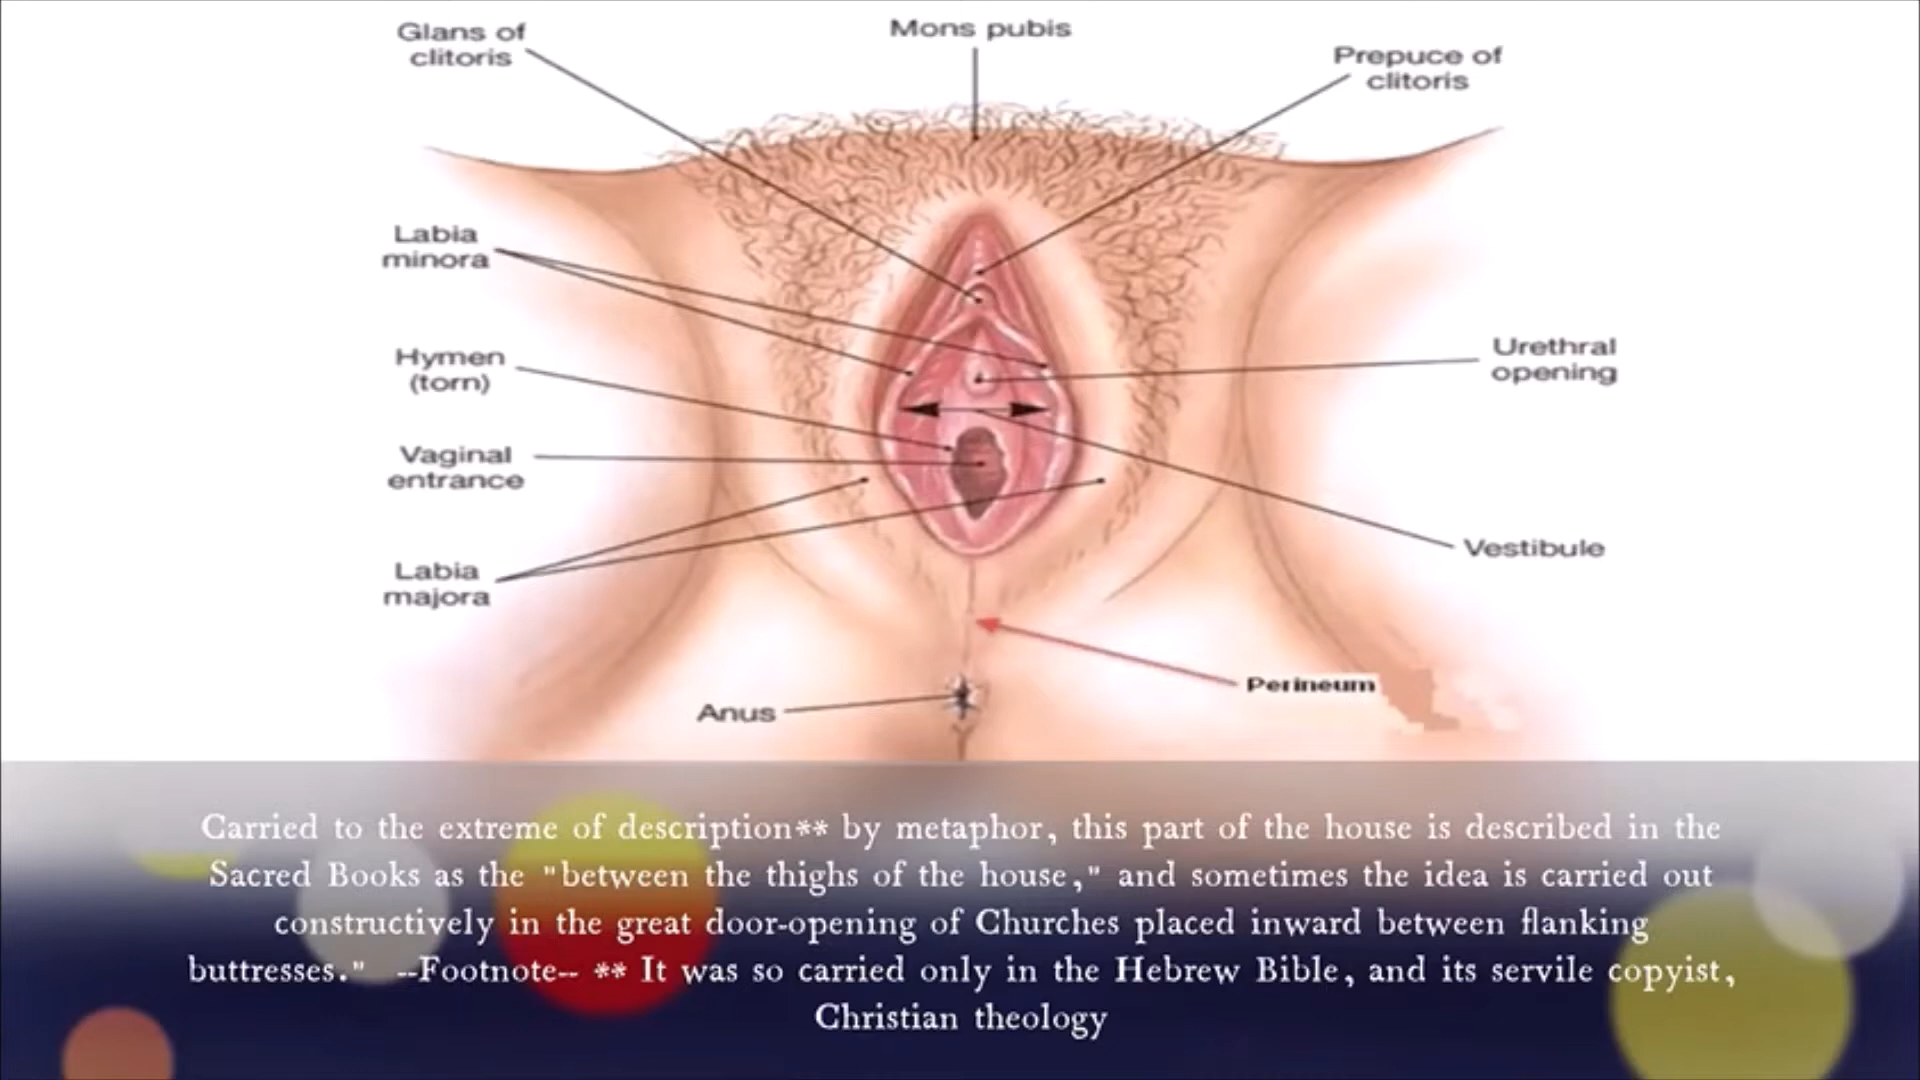 Glans of
clitoris
Mons pubis
Prepuce of
clitoris
Labia
minora
Hymen
(torn)
Urethral
opening
Vaginal
entrance
Vestibule
Labia
majora
Perineum
Anus
Carried to the extreme of description** by metaphor, this part of the house is described in the
Sacred Books as the "between the thighs of the house," and sometimes the idea is carried out
constructively in the great door-opening of Churches placed inward between flanking
buttresses." --Footnote-- ** It was so carried only in the Hebrew Bible, and its servile copyist,
Christian theology